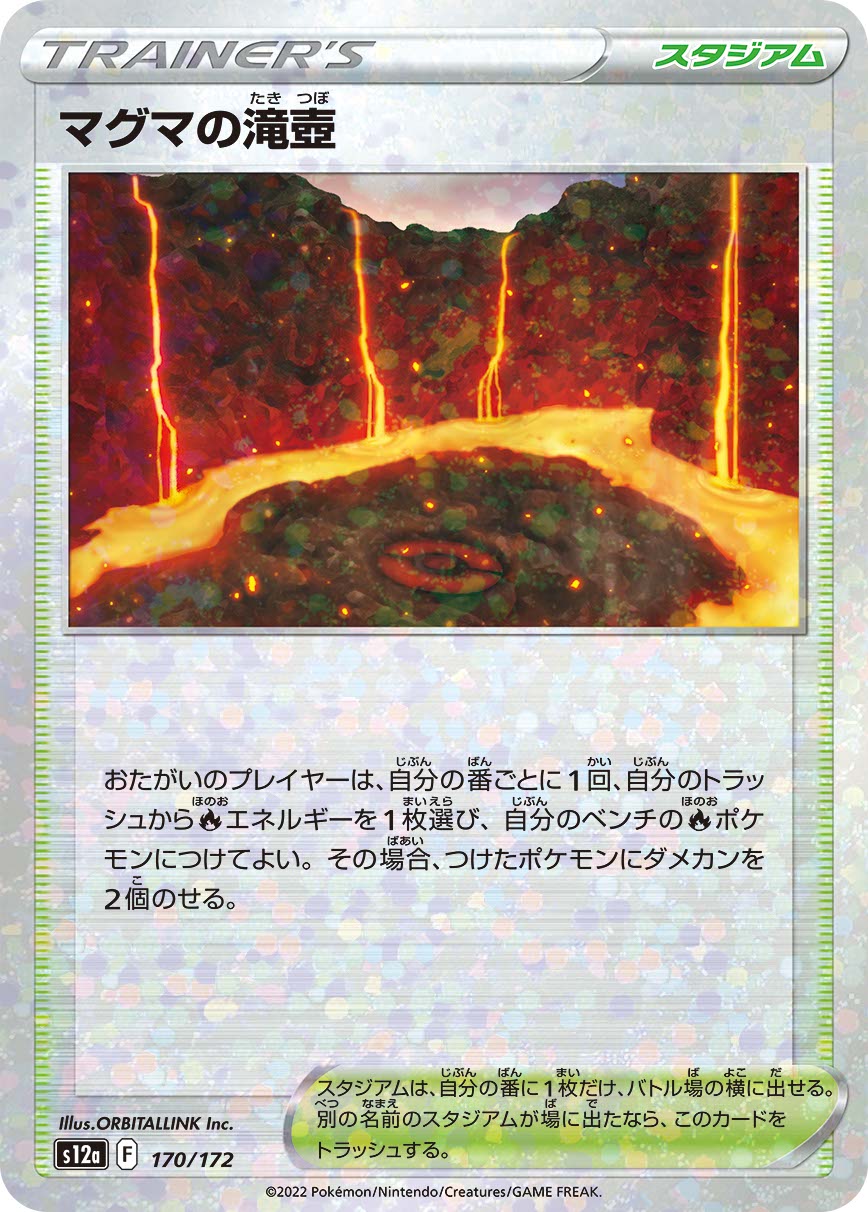 TRAINER'S
スタジアム
たき つぼ
マグマの滝壺
じぶん ばん かい じぶん
おたがいのプレイヤーは、自分の番ごとに1回、自分のトラッ
ほのお まいえら じぶん ほのお
シュから🔥エネルギーを1枚選び、自分のベンチの🔥ポケ
ばあい
モンにつけてよい。その場合、つけたポケモンにダメカンを
こ
2個のせる。
じぶん ばん まい ば よこ だ
スタジアムは、自分の番に1枚だけ、バトル場の横に出せる。
べつ なまえ ば で
別の名前のスタジアムが場に出たなら、このカードを
トラッシュする。
Illus.ORBITALLINK Inc.
s12a F 170/172
©2022 Pokémon/Nintendo/Creatures/GAME FREAK.